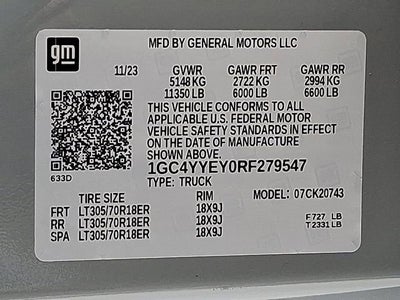 gm
MFD BY GENERAL MOTORS LLC
11/23 GVWR GAWR FRT GAWR RR
5148 KG 2722 KG 2994 KG
11350 LB 6000 LB 6600 LB
THIS VEHICLE CONFORMS TO ALL
APPLICABLE U.S. FEDERAL MOTOR
VEHICLE SAFETY STANDARDS IN EFFECT
ON THE DATE OF MANUFACTURE
SHOWN ABOVE.
633D
1GC4YYEY0RF279547
TYPE: TRUCK
TIRE SIZE RIM MODEL: 07CK20743
FRT LT305/70R18ER 18X9J F 727 LB
RR LT305/70R18ER 18X9J T 2331 LB
SPA LT305/70R18ER 18X9J